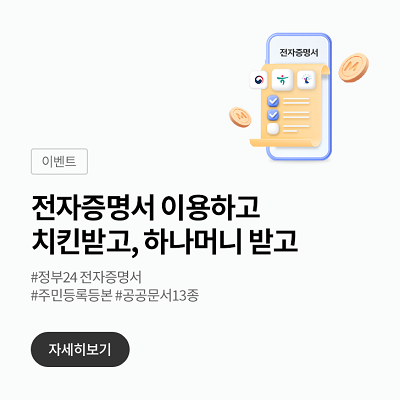 전자증명서
이벤트
전자증명서 이용하고
치킨받고, 하나머니 받고
#정부24 전자증명서
#주민등록등본 #공공문서13종
자세히보기